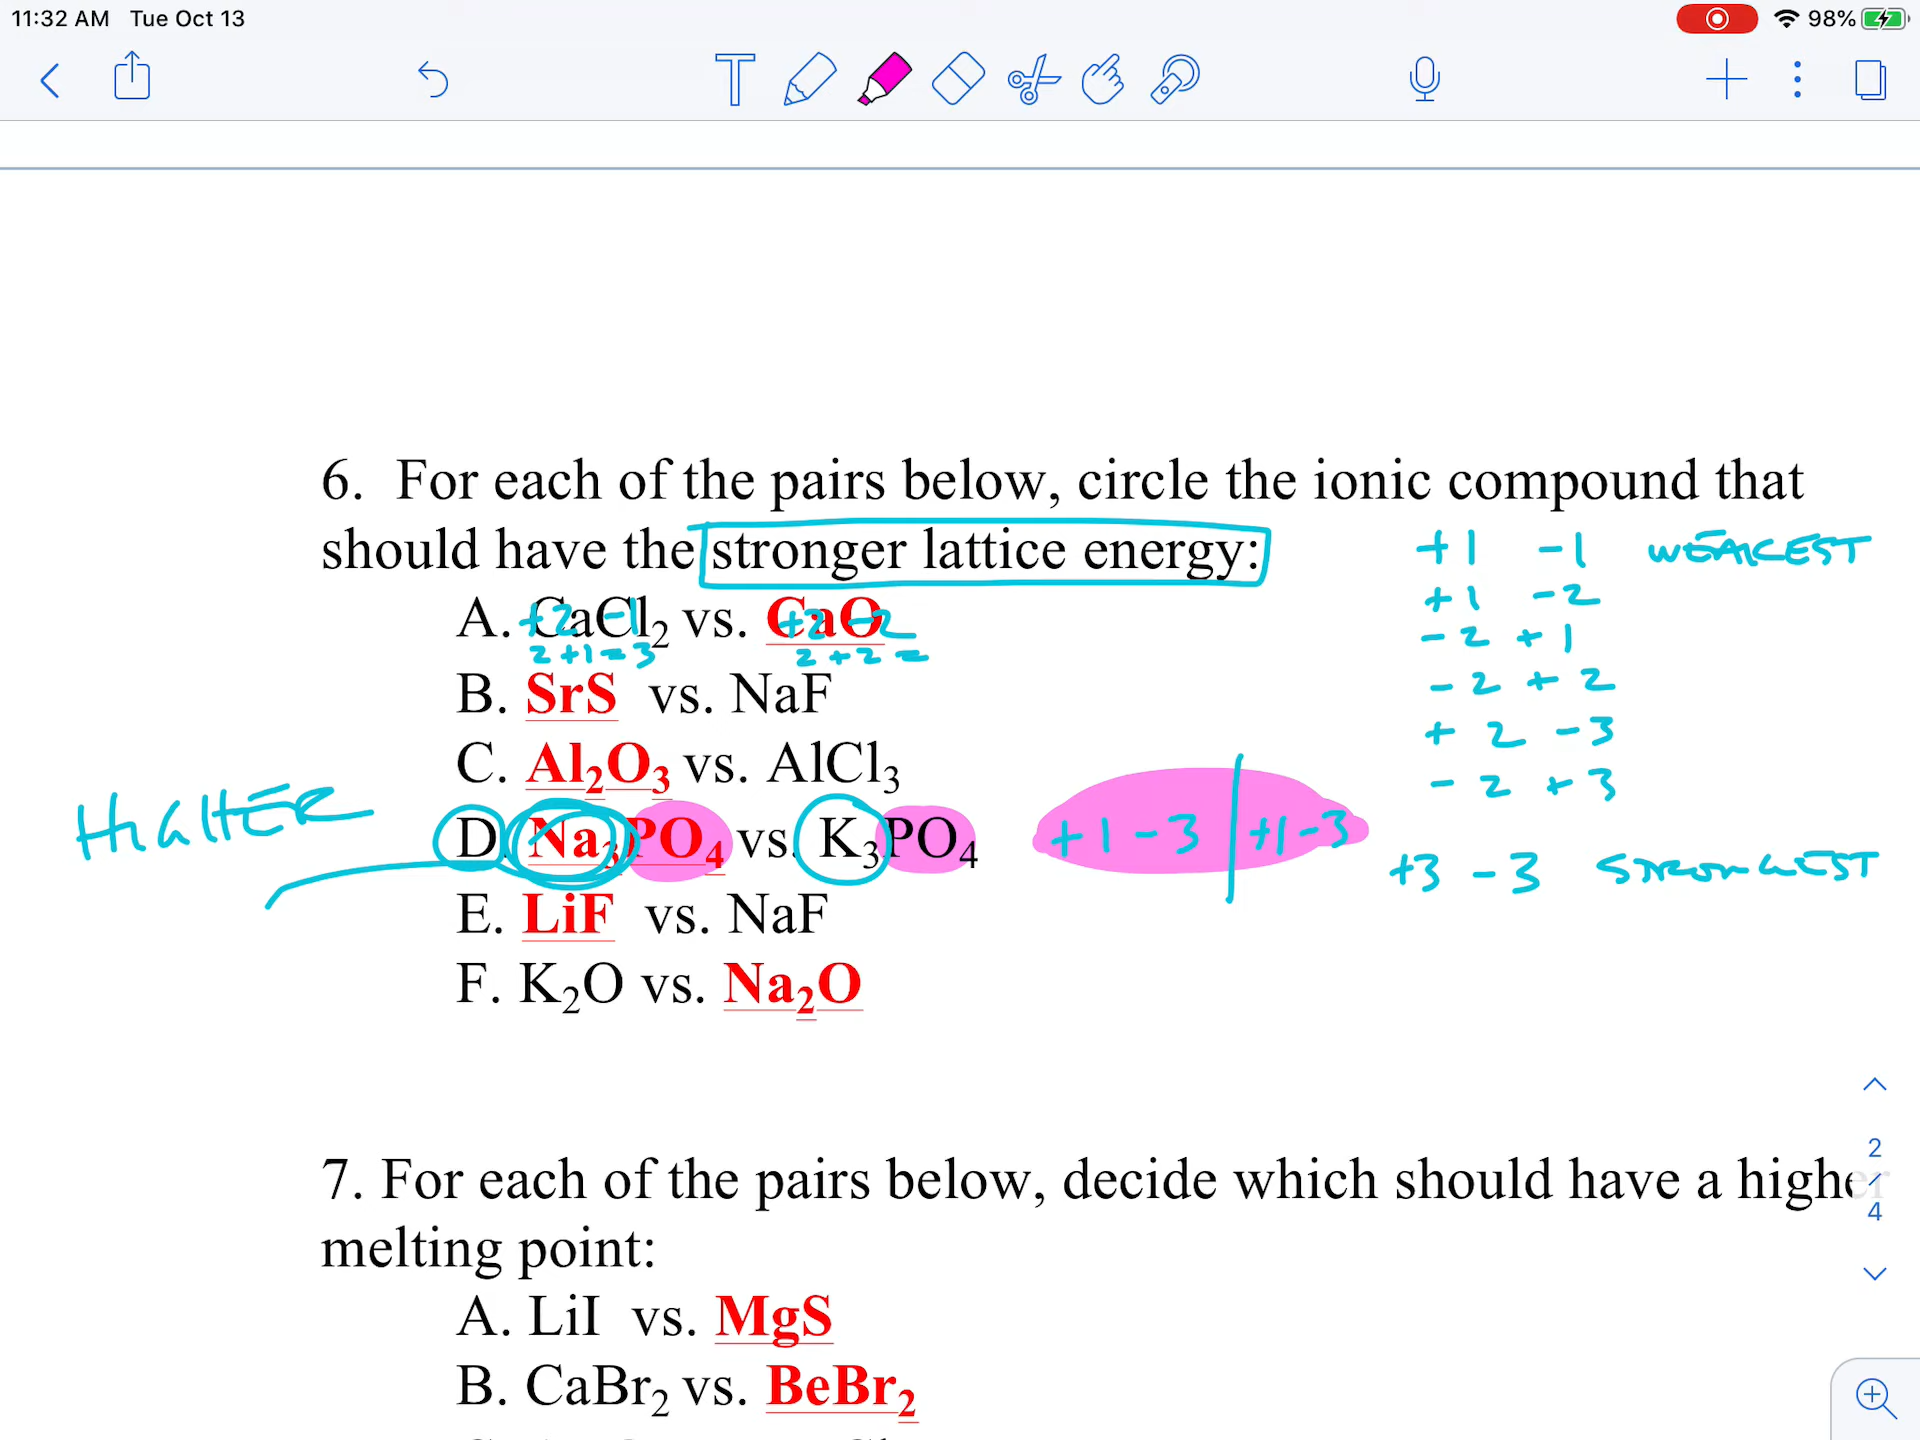 11:32 AM Tue Oct 13 98%
T
6. For each of the pairs below, circle the ionic compound that
should have the stronger lattice energy:
+1 -1 WEAKEST
+1 -2
-2 +1
-2 +2
+2 -3
-2 +3
+3 -3 STRONGEST
A. CaCl₂ vs. CaO
+2 -1 +2 -2
2+1=3 2+2=
B. SrS vs. NaF
C. Al₂O₃ vs. AlCl₃
HIGHER
D. Na₃PO₄ vs. K₃PO₄ +1 -3 | +1 -3
E. LiF vs. NaF
F. K₂O vs. Na₂O
7. For each of the pairs below, decide which should have a higher
melting point:
A. LiI vs. MgS
B. CaBr₂ vs. BeBr₂
2
/
4